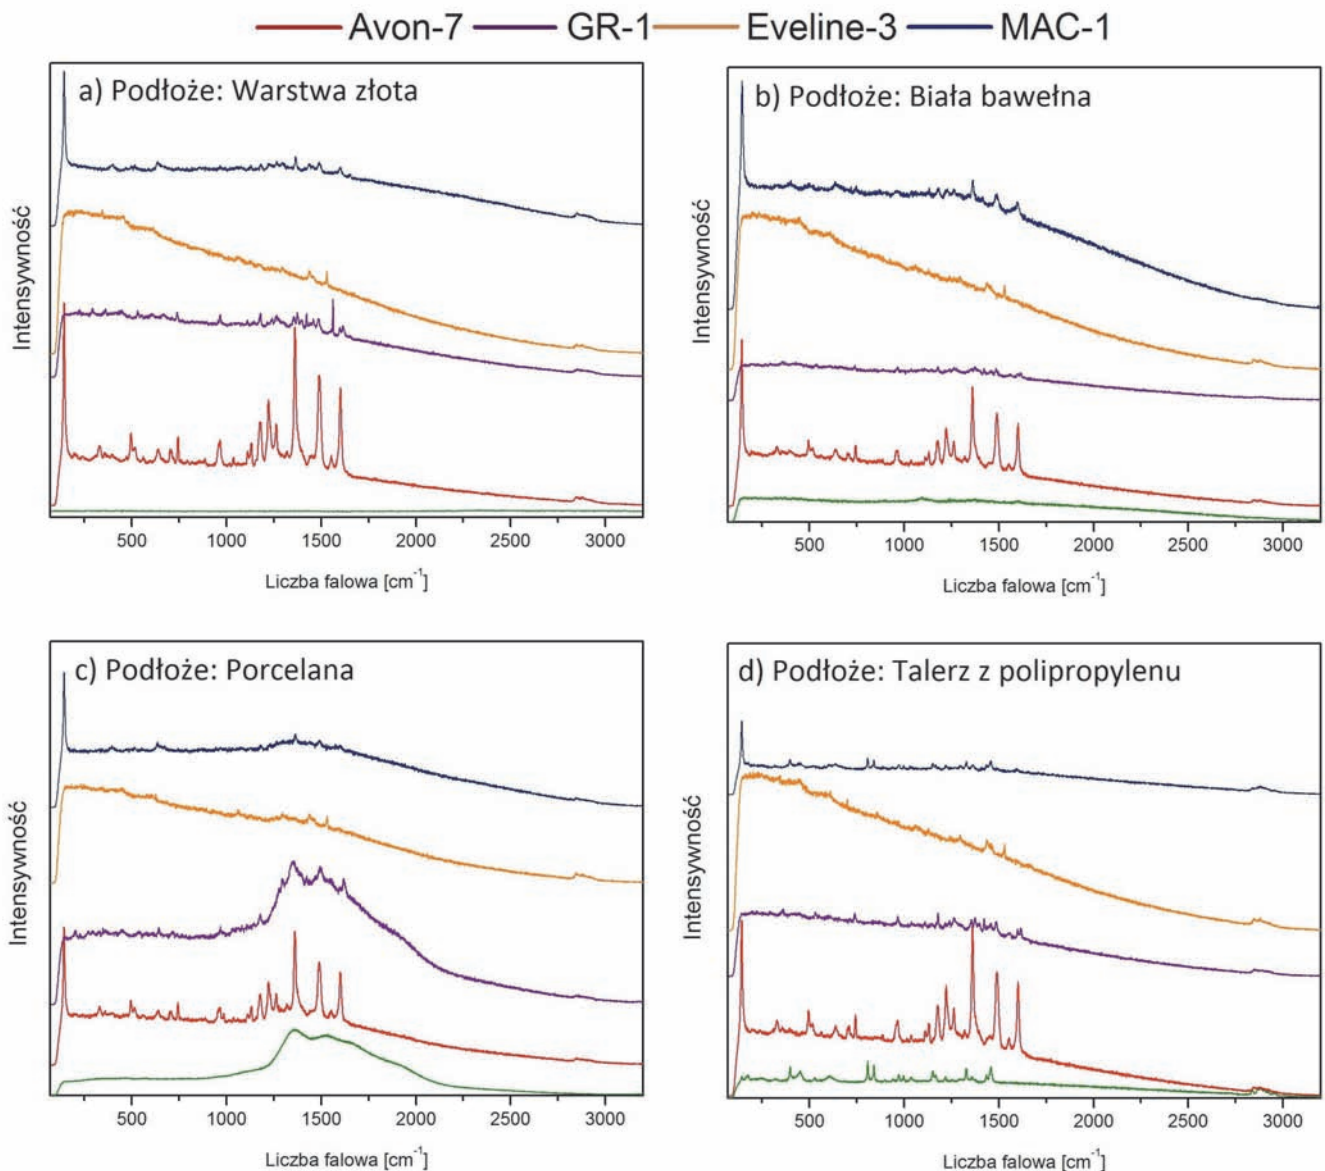 Avon-7 GR-1 Eveline-3 MAC-1
a) Podłoże: Warstwa złota
Intensywność
500 1000 1500 2000 2500 3000
Liczba falowa [cm⁻¹]
b) Podłoże: Biała bawełna
Intensywność
500 1000 1500 2000 2500 3000
Liczba falowa [cm⁻¹]
c) Podłoże: Porcelana
Intensywność
500 1000 1500 2000 2500 3000
Liczba falowa [cm⁻¹]
d) Podłoże: Talerz z polipropylenu
Intensywność
500 1000 1500 2000 2500 3000
Liczba falowa [cm⁻¹]